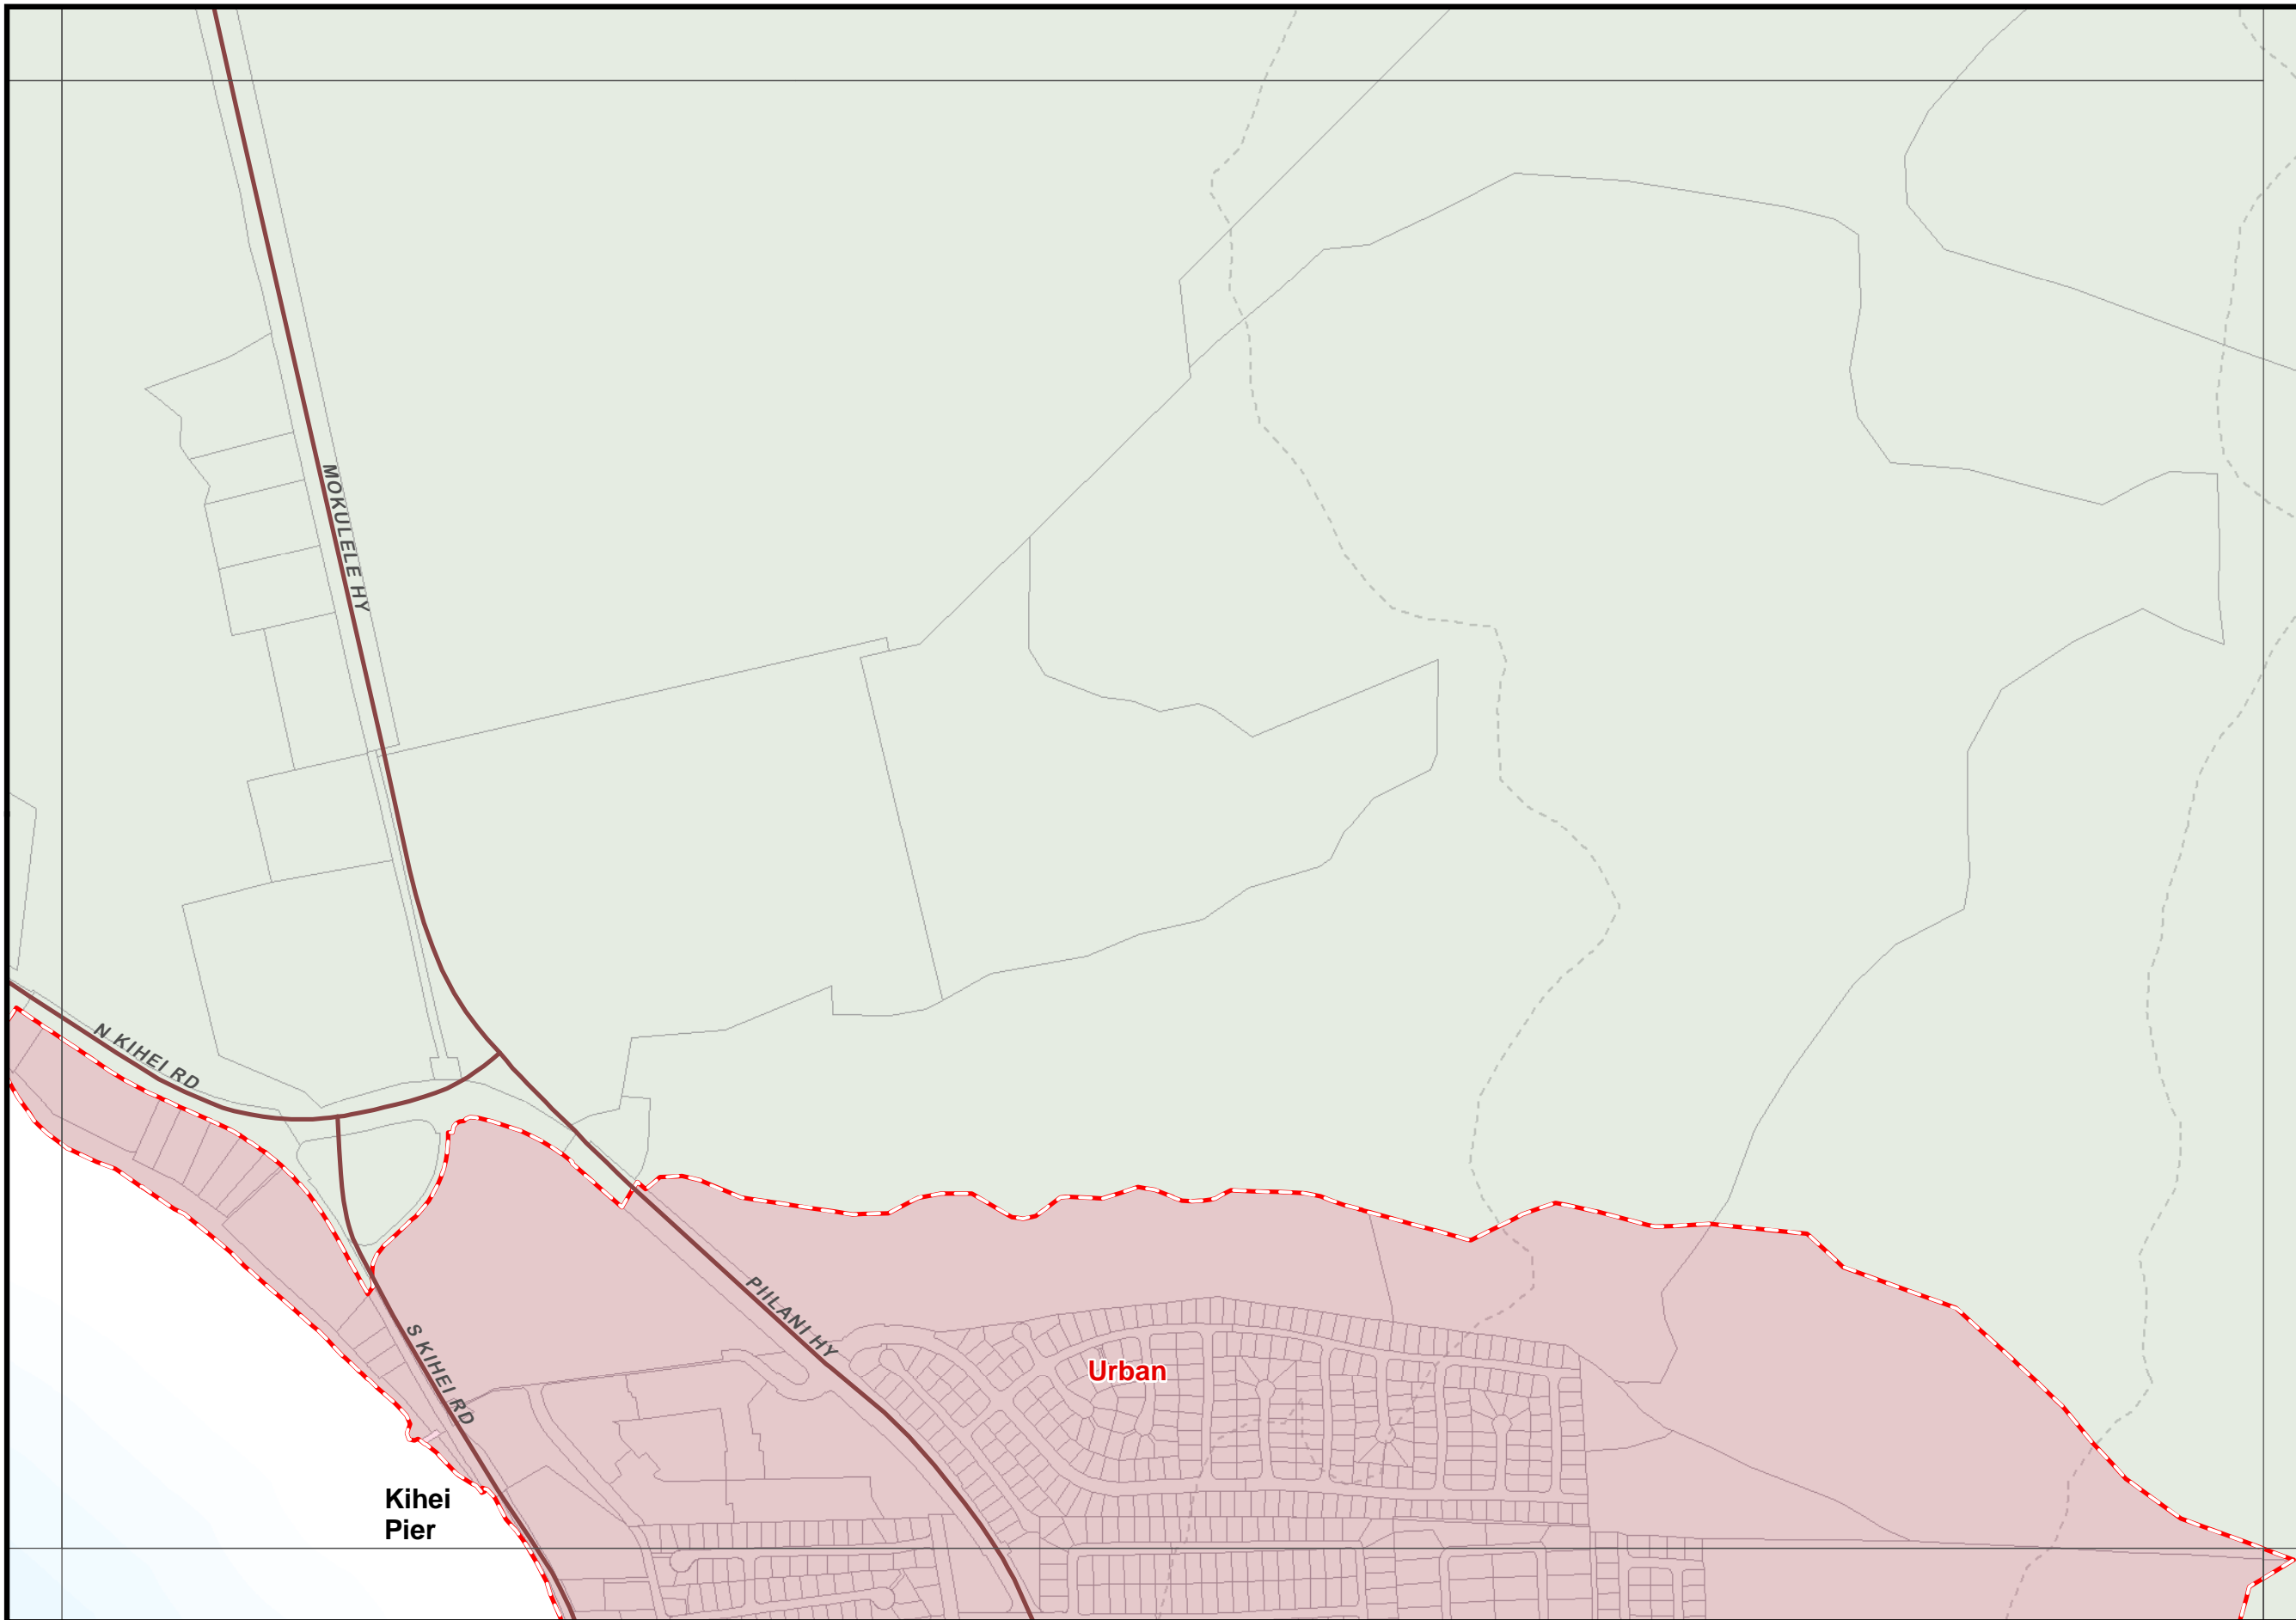 MOKULELE HY
N KIHEI RD
PIILANI HY
S KIHEI RD
Urban
Kihei
Pier